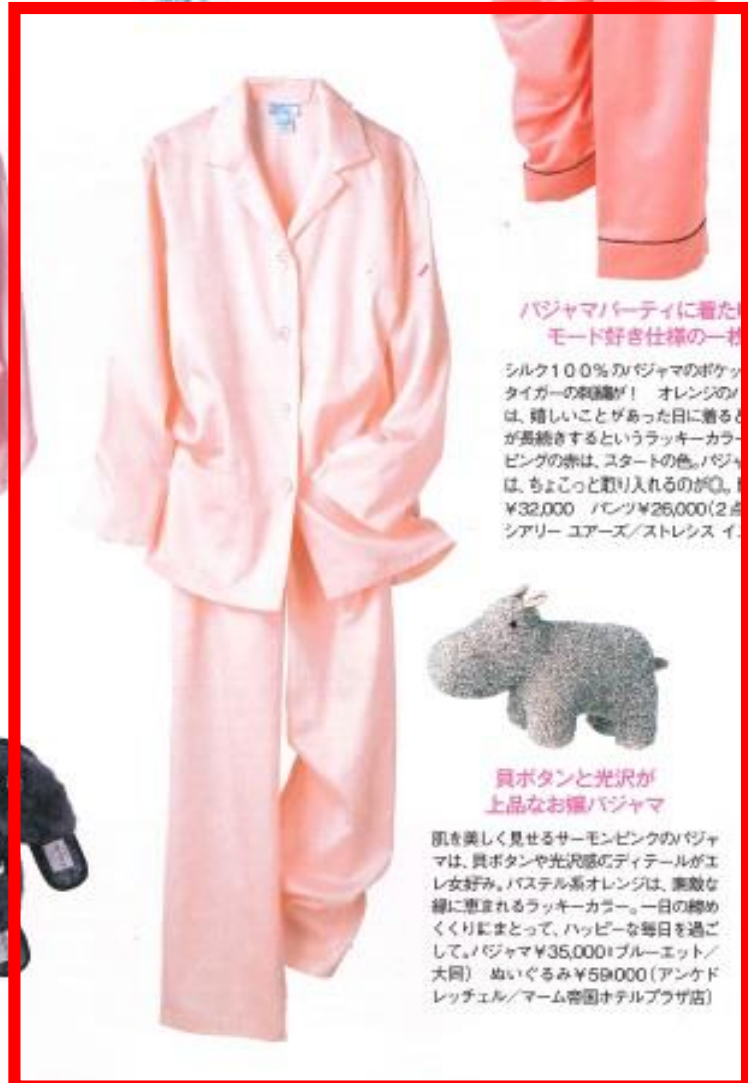 パジャマパーティに着た
モード好き仕様の一枚
シルク100%のパジャマのポケッ
タイガーの刺繍が！ オレンジのパ
は、嬉しいことがあった日に着ると
が長続きするというラッキーカラー
ピングの赤は、スタートの色。パジャ
は、ちょこっと取り入れるのが◎。
¥32,000 パンツ¥26,000(2点
シアリー ユアーズ／ストレシス イ
貝ボタンと光沢が
上品なお嬢パジャマ
肌を美しく見せるサーモンピンクのパジャ
マは、貝ボタンや光沢感のディテールがエ
レ女好み。パステル系オレンジは、素敵な
縁に恵まれるラッキーカラー。一日の締め
くくりにまとって、ハッピーな毎日を過ご
して。パジャマ¥35,000(ブルーエット／
大同) ぬいぐるみ¥59,000(アンケド
レッチェル／マーム帝国ホテルプラザ店)